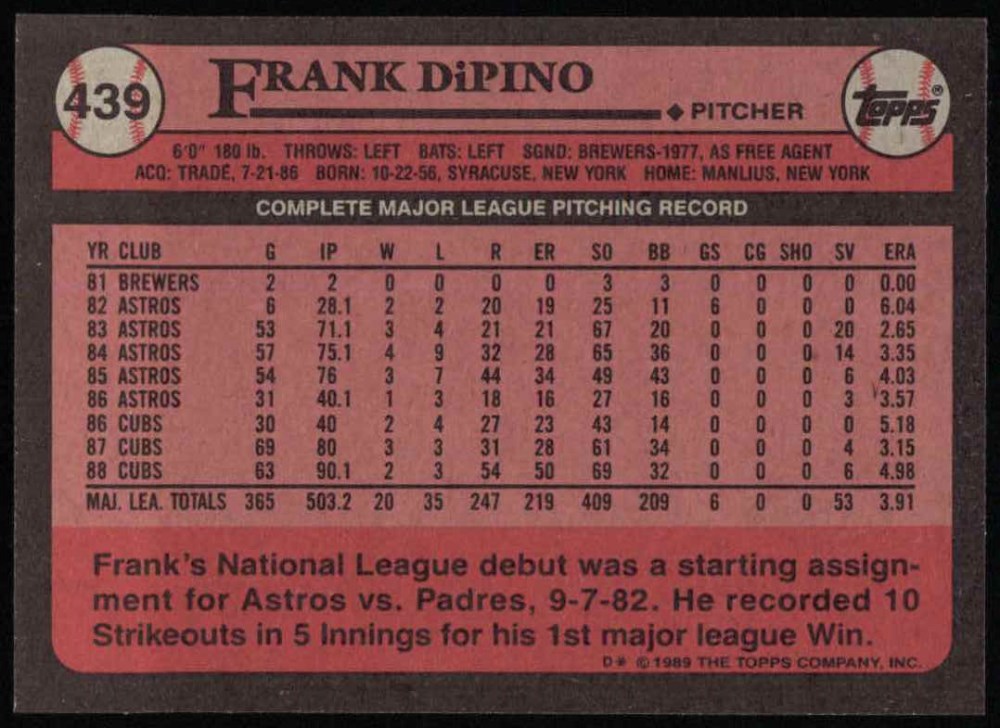 439 FRANK DiPINO topps®
◆ PITCHER
6'0" 180 lb. THROWS: LEFT BATS: LEFT SGND: BREWERS-1977, AS FREE AGENT
ACQ: TRADE, 7-21-86 BORN: 10-22-56, SYRACUSE, NEW YORK HOME: MANLIUS, NEW YORK
COMPLETE MAJOR LEAGUE PITCHING RECORD
YR CLUB G IP W L R ER SO BB GS CG SHO SV ERA
81 BREWERS 2 2 0 0 0 0 3 3 0 0 0 0 0.00
82 ASTROS 6 28.1 2 2 20 19 25 11 6 0 0 0 6.04
83 ASTROS 53 71.1 3 4 21 21 67 20 0 0 0 20 2.65
84 ASTROS 57 75.1 4 9 32 28 65 36 0 0 0 14 3.35
85 ASTROS 54 76 3 7 44 34 49 43 0 0 0 6 4.03
86 ASTROS 31 40.1 1 3 18 16 27 16 0 0 0 3 3.57
86 CUBS 30 40 2 4 27 23 43 14 0 0 0 0 5.18
87 CUBS 69 80 3 3 31 28 61 34 0 0 0 4 3.15
88 CUBS 63 90.1 2 3 54 50 69 32 0 0 0 6 4.98
MAJ. LEA. TOTALS 365 503.2 20 35 247 219 409 209 6 0 0 53 3.91
Frank's National League debut was a starting assign-
ment for Astros vs. Padres, 9-7-82. He recorded 10
Strikeouts in 5 Innings for his 1st major league Win.
D* © 1989 THE TOPPS COMPANY, INC.